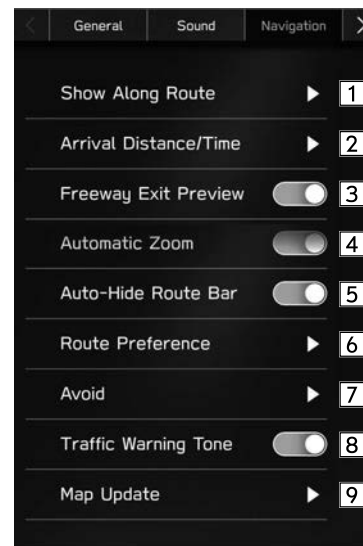 General Sound Navigation
Show Along Route 1
Arrival Distance/Time 2
Freeway Exit Preview 3
Automatic Zoom 4
Auto-Hide Route Bar 5
Route Preference 6
Avoid 7
Traffic Warning Tone 8
Map Update 9